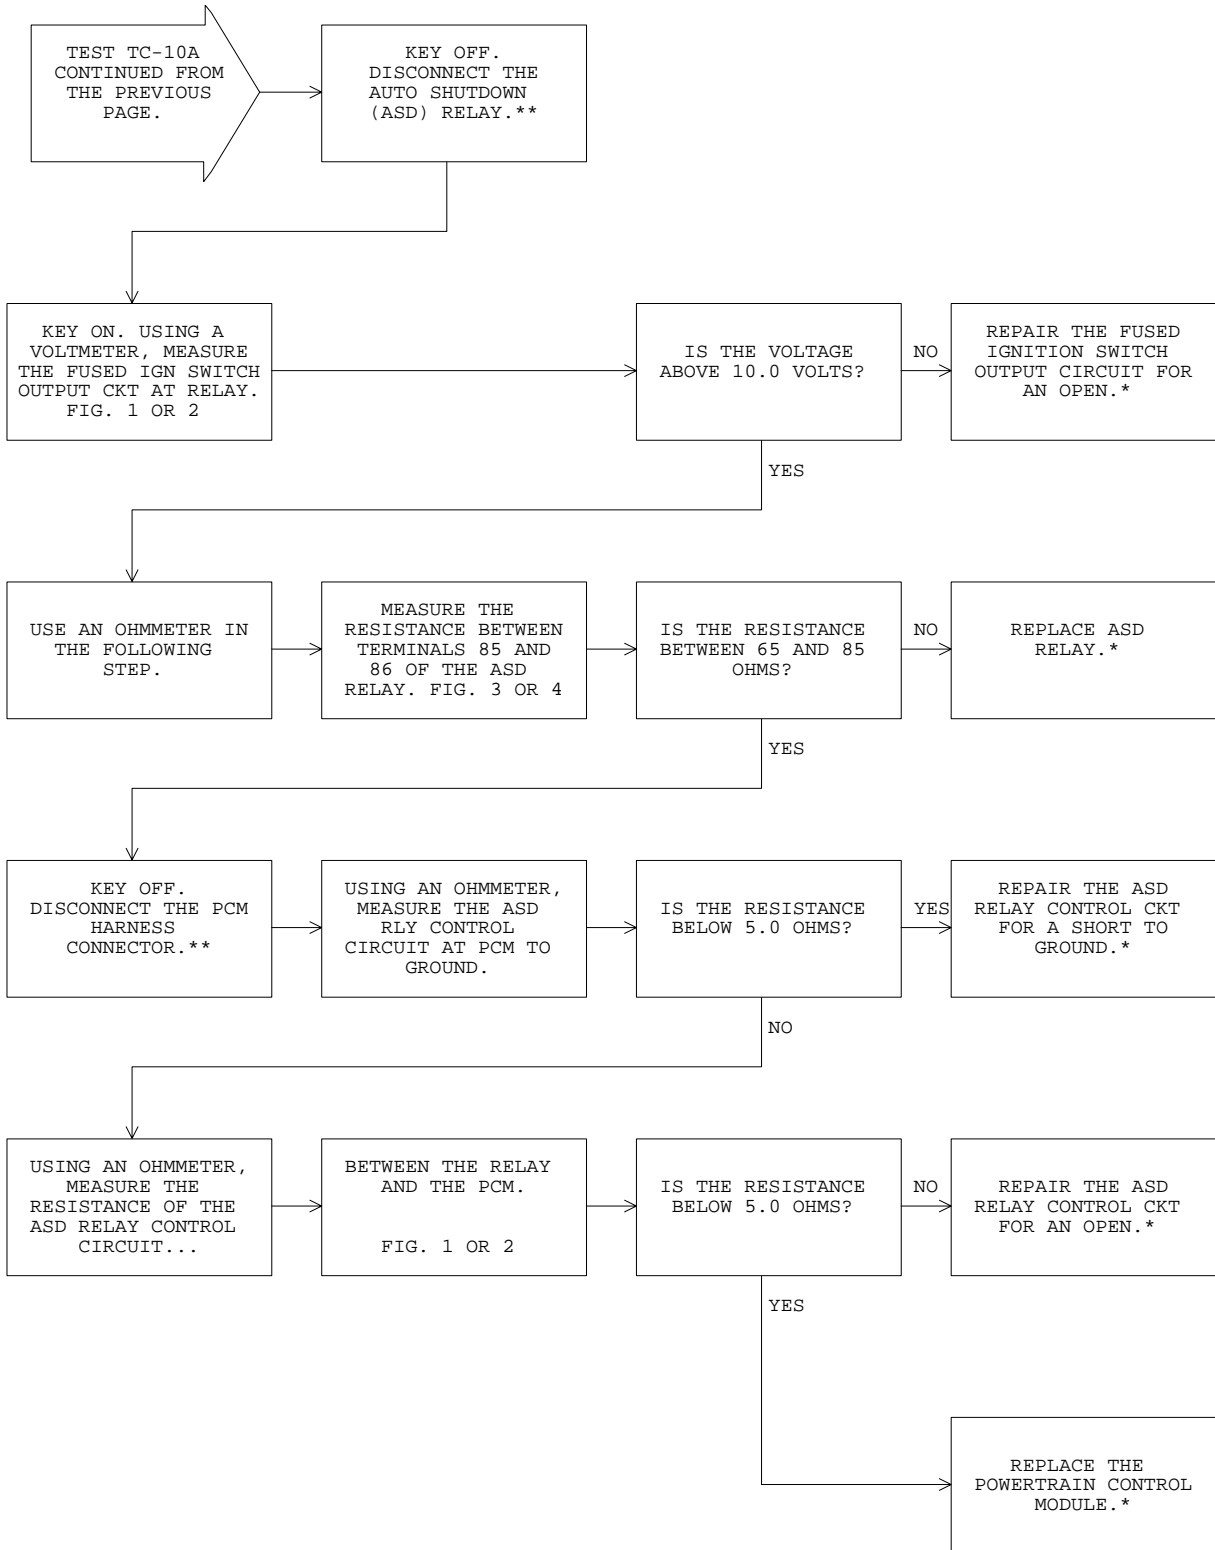 TEST TC-10A
CONTINUED FROM
THE PREVIOUS
PAGE.
KEY OFF.
DISCONNECT THE
AUTO SHUTDOWN
(ASD) RELAY.**
KEY ON. USING A
VOLTMETER, MEASURE
THE FUSED IGN SWITCH
OUTPUT CKT AT RELAY.
FIG. 1 OR 2
IS THE VOLTAGE
ABOVE 10.0 VOLTS?
NO
REPAIR THE FUSED
IGNITION SWITCH
OUTPUT CIRCUIT FOR
AN OPEN.*
YES
USE AN OHMMETER IN
THE FOLLOWING
STEP.
MEASURE THE
RESISTANCE BETWEEN
TERMINALS 85 AND
86 OF THE ASD
RELAY. FIG. 3 OR 4
IS THE RESISTANCE
BETWEEN 65 AND 85
OHMS?
NO
REPLACE ASD
RELAY.*
YES
KEY OFF.
DISCONNECT THE PCM
HARNESS
CONNECTOR.**
USING AN OHMMETER,
MEASURE THE ASD
RLY CONTROL
CIRCUIT AT PCM TO
GROUND.
IS THE RESISTANCE
BELOW 5.0 OHMS?
YES
REPAIR THE ASD
RELAY CONTROL CKT
FOR A SHORT TO
GROUND.*
NO
USING AN OHMMETER,
MEASURE THE
RESISTANCE OF THE
ASD RELAY CONTROL
CIRCUIT...
BETWEEN THE RELAY
AND THE PCM.
FIG. 1 OR 2
IS THE RESISTANCE
BELOW 5.0 OHMS?
NO
REPAIR THE ASD
RELAY CONTROL CKT
FOR AN OPEN.*
YES
REPLACE THE
POWERTRAIN CONTROL
MODULE.*